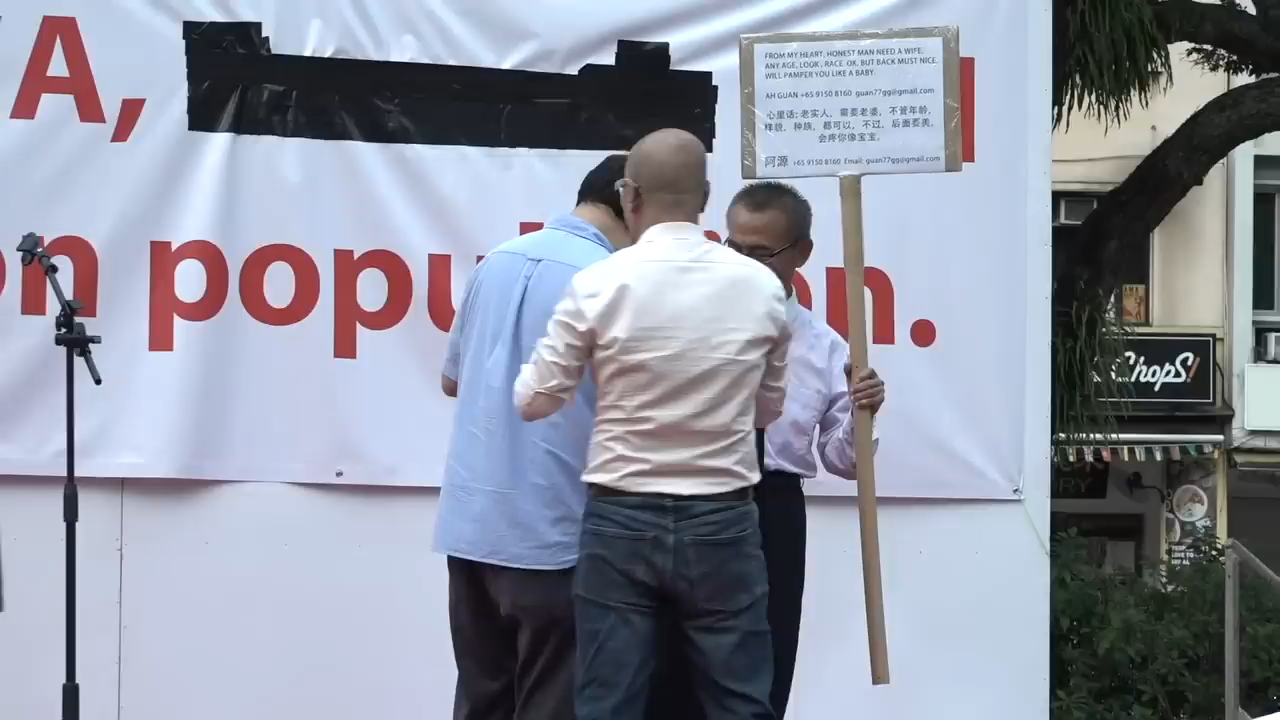 A,
on popu n.
FROM MY HEART, HONEST MAN NEED A WIFE.
ANY AGE, LOOK, RACE OK, BUT BACK MUST NICE.
WILL PAMPER YOU LIKE A BABY.
AH GUAN +65 9150 8160 guan77gg@gmail.com
心里话: 老实人, 需要老婆, 不管年龄,
样貌, 种族, 都可以, 不过, 后面要美,
会疼你像宝宝。
阿源 +65 9150 8160 Email: guan77gg@gmail.com
ChopS!